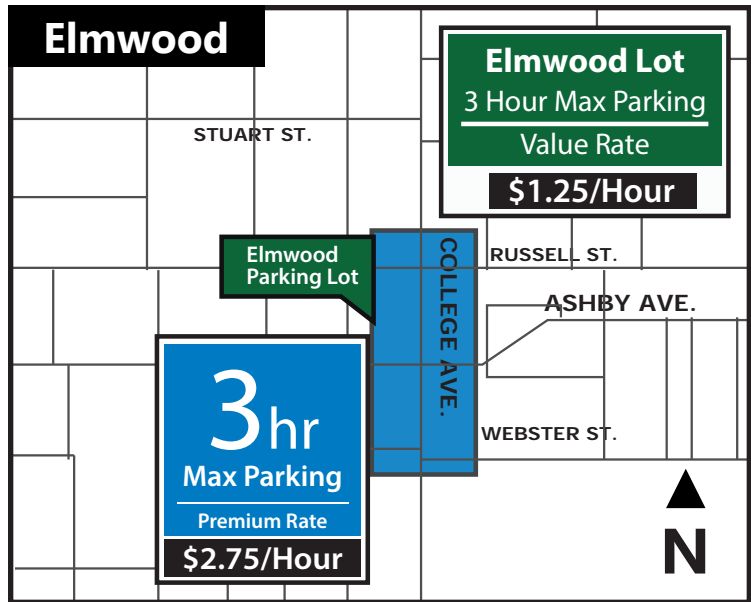 Elmwood
Elmwood Lot
3 Hour Max Parking
Value Rate
$1.25/Hour
STUART ST.
Elmwood
Parking Lot
COLLEGE AVE.
RUSSELL ST.
ASHBY AVE.
3hr
Max Parking
Premium Rate
$2.75/Hour
WEBSTER ST.
N